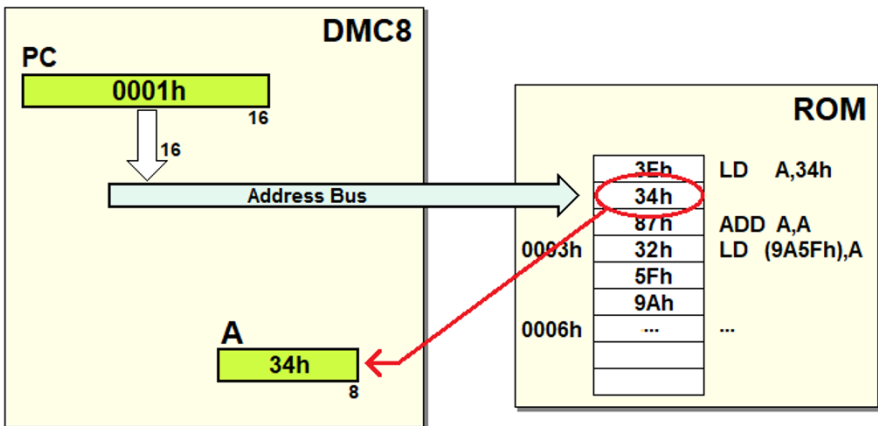 DMC8
PC
0001h
16
16
Address Bus
A
34h
8
ROM
3Eh LD A,34h
34h
87h ADD A,A
0003h 32h LD (9A5Fh),A
5Fh
9Ah
0006h ... ...